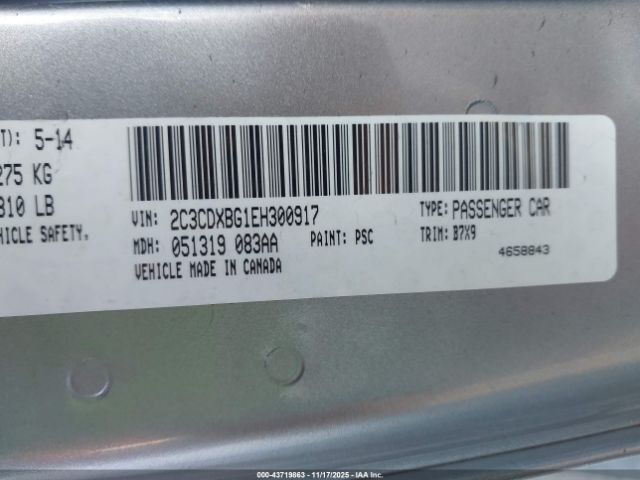 T): 5-14
275 KG
810 LB
HICLE SAFETY.
VIN: 2C3CDXBG1EH300917
TYPE: PASSENGER CAR
MDH: 051319 083AA
PAINT: PSC
TRIM: B7X9
VEHICLE MADE IN CANADA
4658843
000-43719863 - 11/17/2025 - IAAI, Inc.